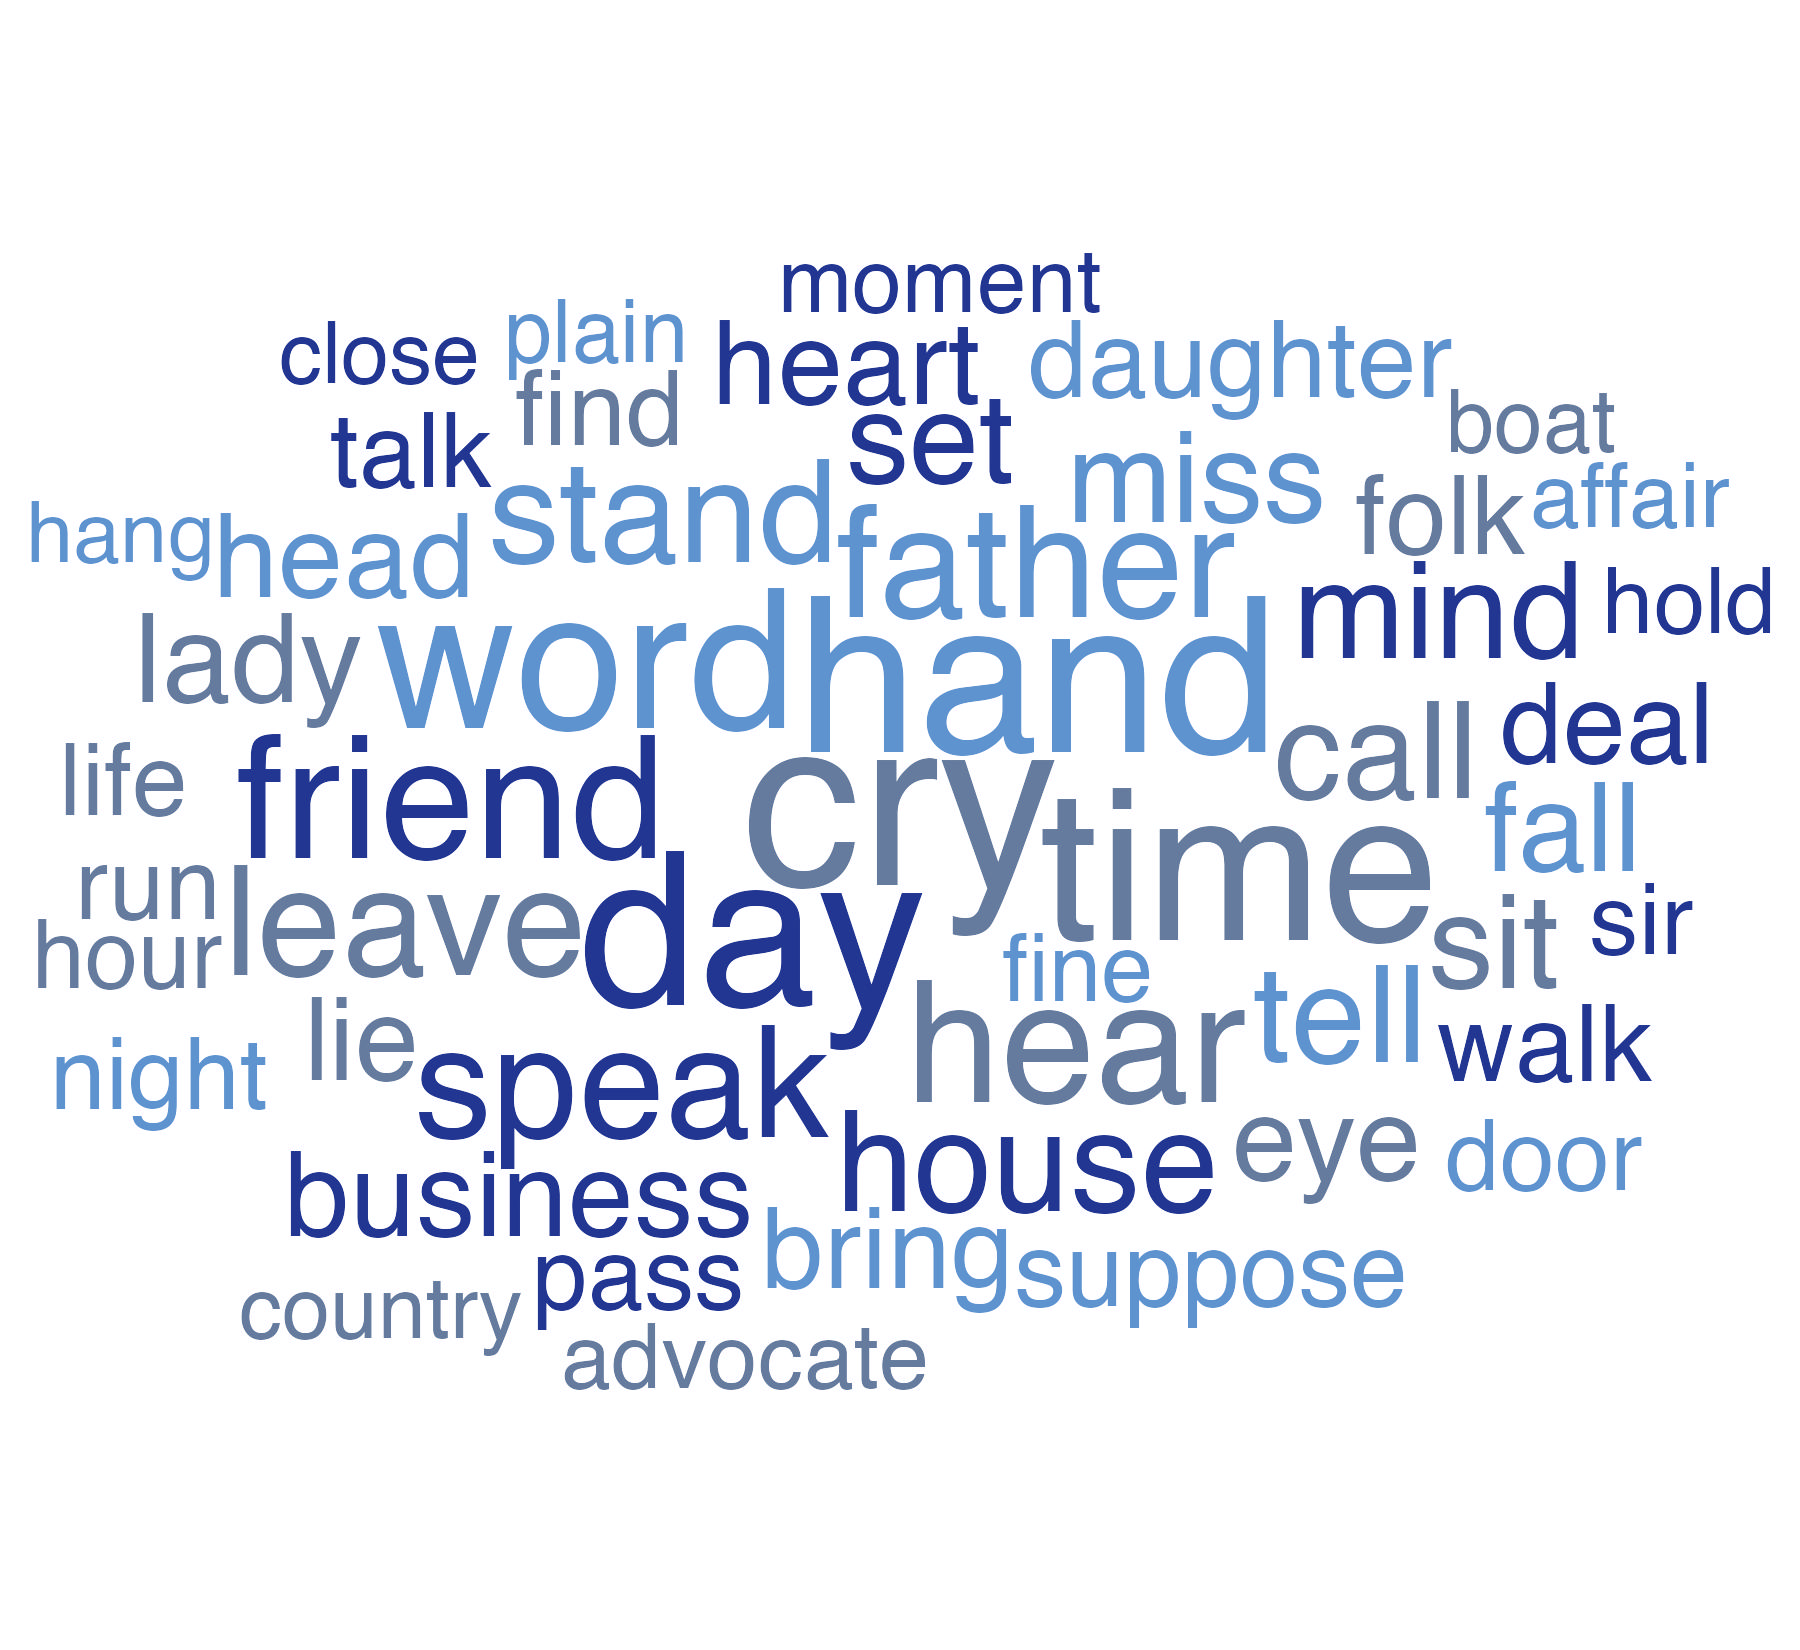 moment
close plain heart daughter
talk find set boat
hang head stand father miss folk affair
lady word hand mind hold
life friend cry time call deal
run leave day fall
hour fine sit sir
night lie speak hear tell walk
business house eye door
country pass bring suppose
advocate